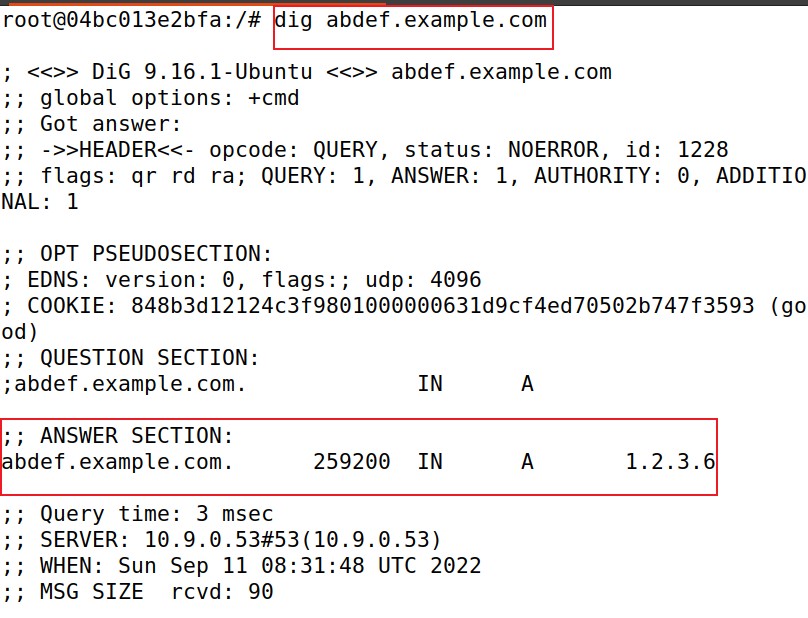 root@04bc013e2bfa:/# dig abdef.example.com
; <<>> DiG 9.16.1-Ubuntu <<>> abdef.example.com
;; global options: +cmd
;; Got answer:
;; ->>HEADER<<- opcode: QUERY, status: NOERROR, id: 1228
;; flags: qr rd ra; QUERY: 1, ANSWER: 1, AUTHORITY: 0, ADDITIO
NAL: 1
;; OPT PSEUDOSECTION:
; EDNS: version: 0, flags:; udp: 4096
; COOKIE: 848b3d12124c3f9801000000631d9cf4ed70502b747f3593 (go
od)
;; QUESTION SECTION:
;abdef.example.com. IN A
;; ANSWER SECTION:
abdef.example.com. 259200 IN A 1.2.3.6
;; Query time: 3 msec
;; SERVER: 10.9.0.53#53(10.9.0.53)
;; WHEN: Sun Sep 11 08:31:48 UTC 2022
;; MSG SIZE rcvd: 90